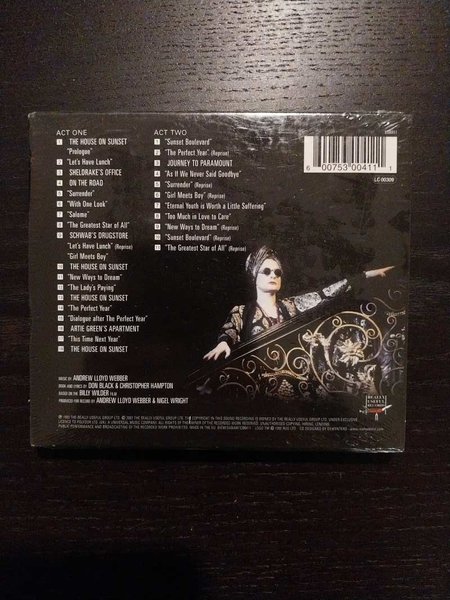 ACT ONE
1 THE HOUSE ON SUNSET
"Prologue"
2 "Let's Have Lunch"
3 SHELDRAKE'S OFFICE
4 ON THE ROAD
5 "Surrender"
6 "With One Look"
7 "Salome"
8 "The Greatest Star of All"
9 SCHWAB'S DRUGSTORE
"Let's Have Lunch" (Reprise)
"Girl Meets Boy"
10 THE HOUSE ON SUNSET
11 "New Ways to Dream"
12 "The Lady's Paying"
13 THE HOUSE ON SUNSET
14 "The Perfect Year"
15 "Dialogue after The Perfect Year"
16 ARTIE GREEN'S APARTMENT
17 "This Time Next Year"
18 THE HOUSE ON SUNSET
ACT TWO
1 "Sunset Boulevard"
2 "The Perfect Year" (Reprise)
3 JOURNEY TO PARAMOUNT
4 "As If We Never Said Goodbye"
5 "Surrender" (Reprise)
6 "Girl Meets Boy" (Reprise)
7 "Eternal Youth is Worth a Little Suffering"
8 "Too Much in Love to Care"
9 "New Ways to Dream" (Reprise)
10 "Sunset Boulevard" (Reprise)
11 "The Greatest Star of All" (Reprise)
6 00753 00411 1
LC 00309
MUSIC BY ANDREW LLOYD WEBBER
BOOK AND LYRICS BY DON BLACK & CHRISTOPHER HAMPTON
BASED ON THE BILLY WILDER FILM
PRODUCED FOR RECORD BY ANDREW LLOYD WEBBER & NIGEL WRIGHT
REALLY
USEFUL
RECORDS